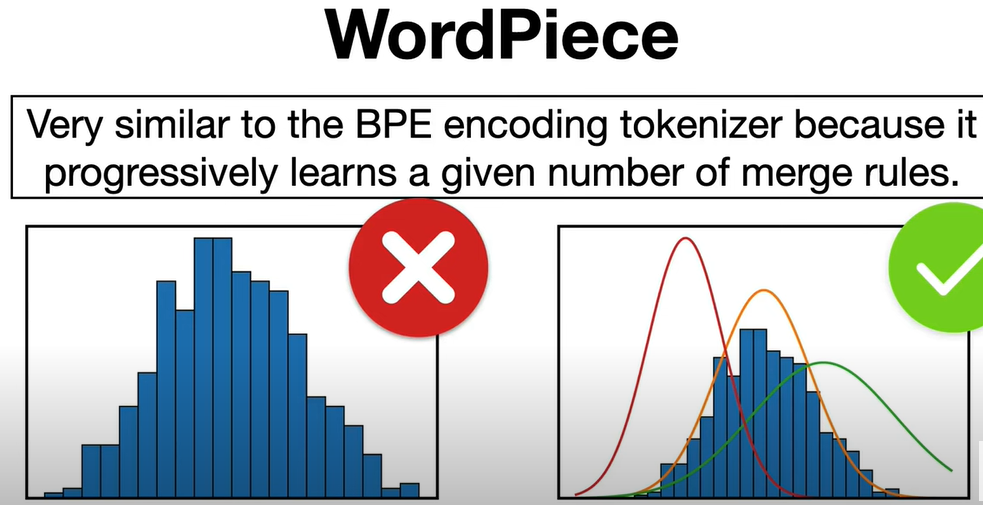 WordPiece
Very similar to the BPE encoding tokenizer because it
progressively learns a given number of merge rules.